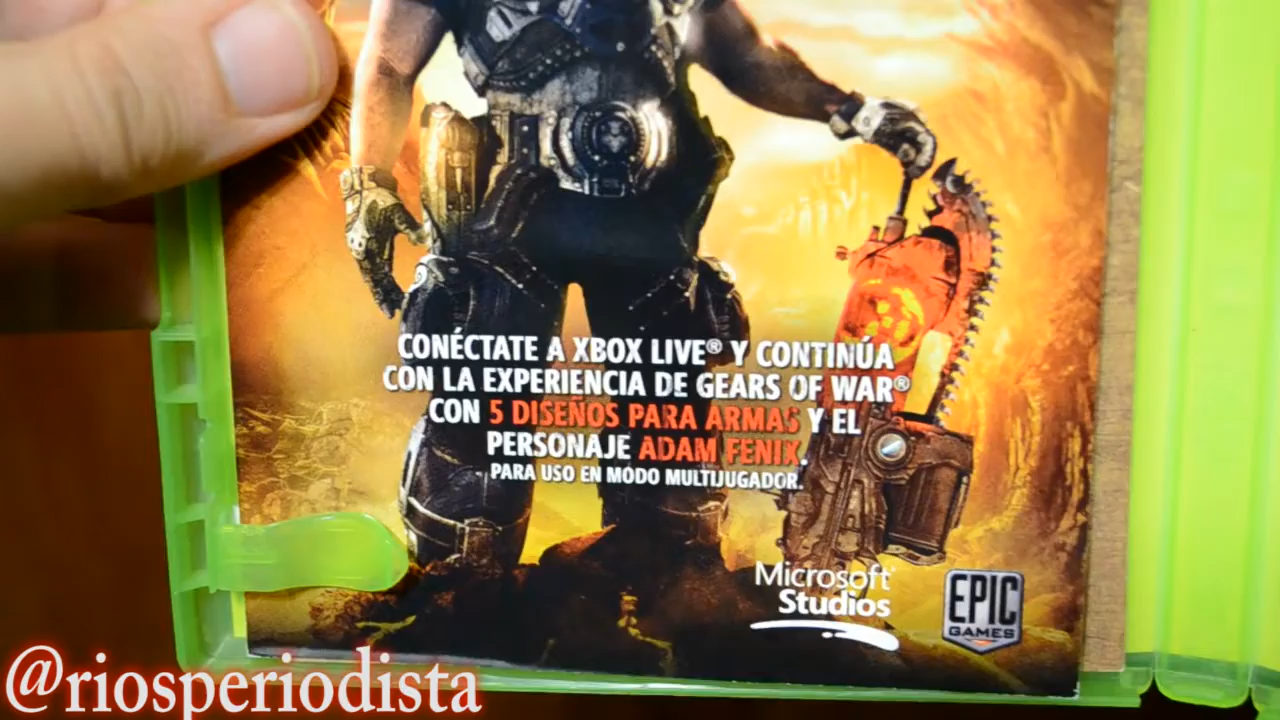 CONÉCTATE A XBOX LIVE® Y CONTINÚA
CON LA EXPERIENCIA DE GEARS OF WAR®
CON 5 DISEÑOS PARA ARMAS Y EL
PERSONAJE ADAM FENIX.
PARA USO EN MODO MULTIJUGADOR.
Microsoft
Studios
EPIC
GAMES
@riosperiodista